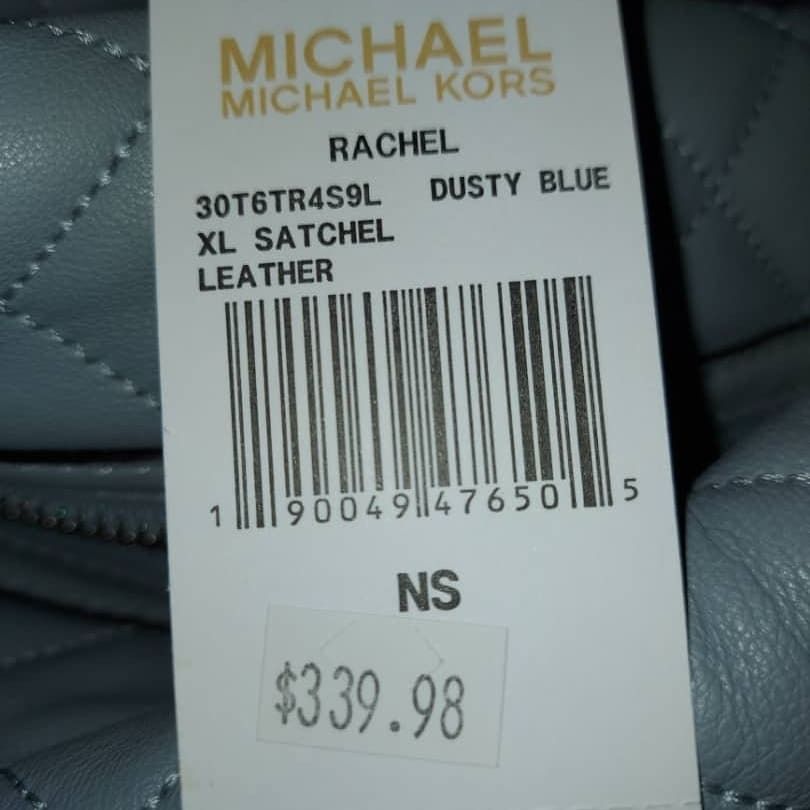 MICHAEL
MICHAEL KORS
RACHEL
30T6TR4S9L DUSTY BLUE
XL SATCHEL
LEATHER
1 90049 47650 5
NS
$339.98